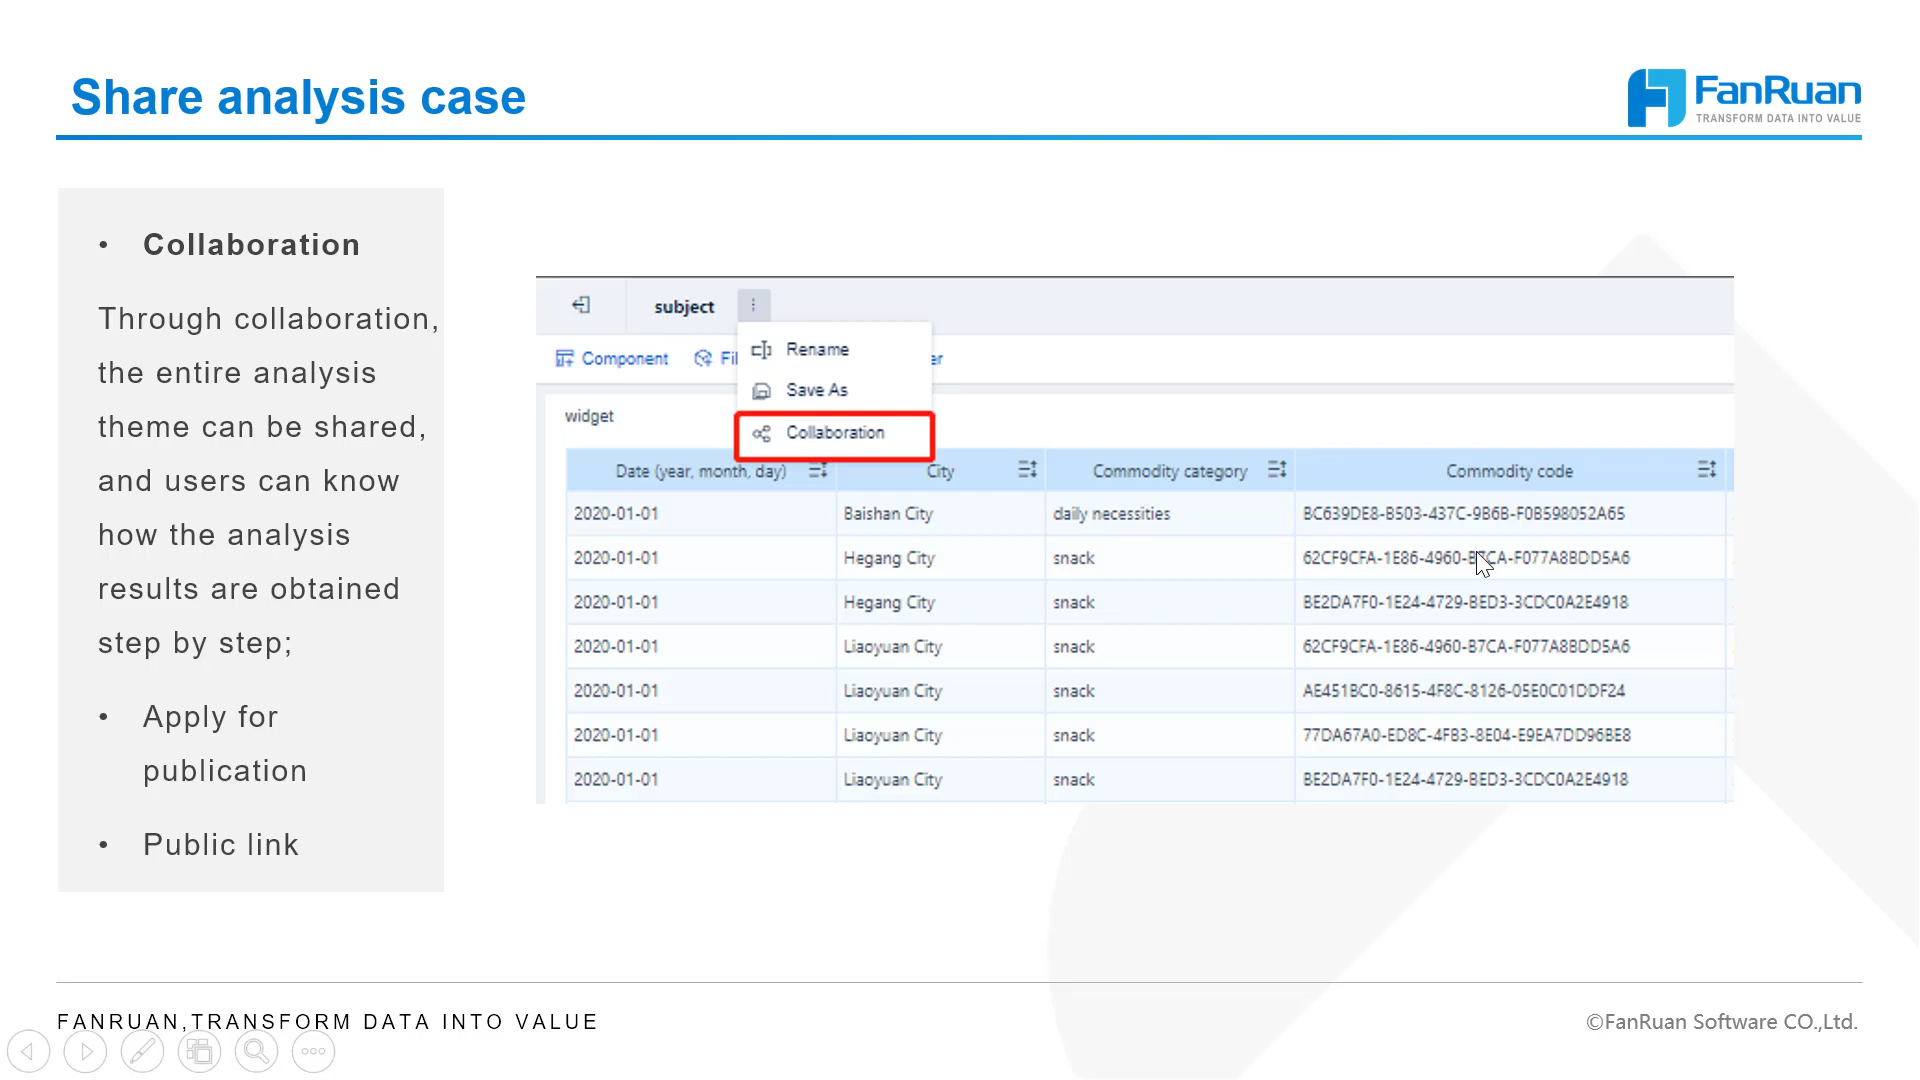 Share analysis case
FanRuan
TRANSFORM DATA INTO VALUE
• Collaboration
Through collaboration,
the entire analysis
theme can be shared,
and users can know
how the analysis
results are obtained
step by step;
• Apply for
publication
• Public link
subject
Rename
Save As
Collaboration
Component
Fil
er
widget
Date (year, month, day) City Commodity category Commodity code
2020-01-01 Baishan City daily necessities BC639DE8-B503-437C-9B6B-F0B598052A65
2020-01-01 Hegang City snack 62CF9CFA-1E86-4960-B7CA-F077A8BDD5A6
2020-01-01 Hegang City snack BE2DA7F0-1E24-4729-BED3-3CDC0A2E4918
2020-01-01 Liaoyuan City snack 62CF9CFA-1E86-4960-B7CA-F077A8BDD5A6
2020-01-01 Liaoyuan City snack AE451BC0-8615-4F8C-8126-05E0C01DDF24
2020-01-01 Liaoyuan City snack 77DA67A0-ED8C-4FB3-8E04-E9EA7DD96BE8
2020-01-01 Liaoyuan City snack BE2DA7F0-1E24-4729-BED3-3CDC0A2E4918
FANRUAN,TRANSFORM DATA INTO VALUE
©FanRuan Software CO.,Ltd.